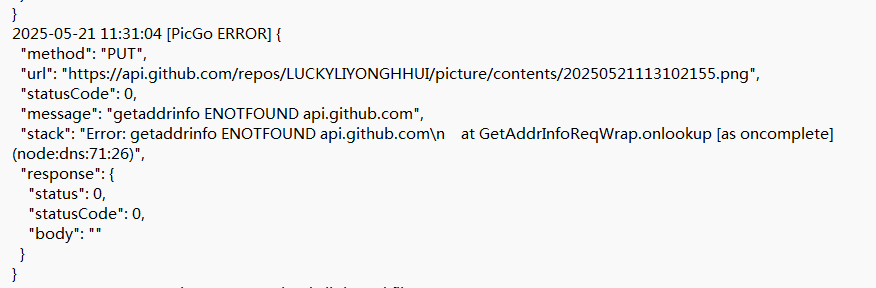 }
2025-05-21 11:31:04 [PicGo ERROR] {
"method": "PUT",
"url": "https://api.github.com/repos/LUCKYLIYONGHHUI/picture/contents/20250521113102155.png",
"statusCode": 0,
"message": "getaddrinfo ENOTFOUND api.github.com",
"stack": "Error: getaddrinfo ENOTFOUND api.github.com\n    at GetAddrInfoReqWrap.onlookup [as oncomplete]
(node:dns:71:26)",
"response": {
"status": 0,
"statusCode": 0,
"body": ""
}
}